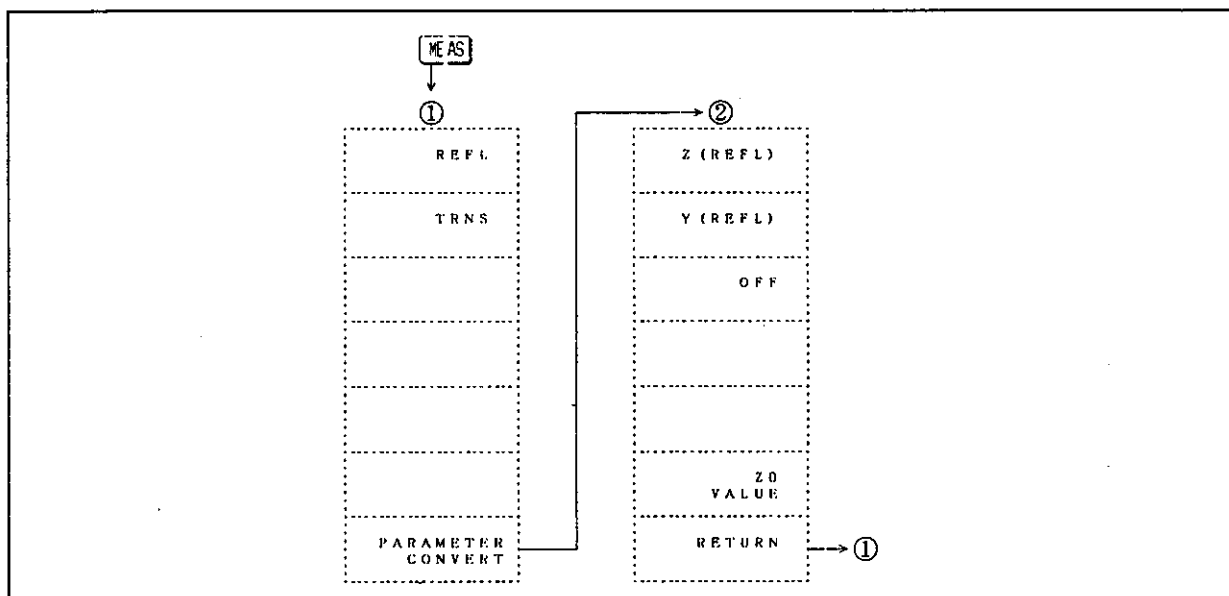 MEAS
①
REFL
TRNS
PARAMETER
CONVERT
②
Z(REFL)
Y(REFL)
OFF
Z0
VALUE
RETURN
①